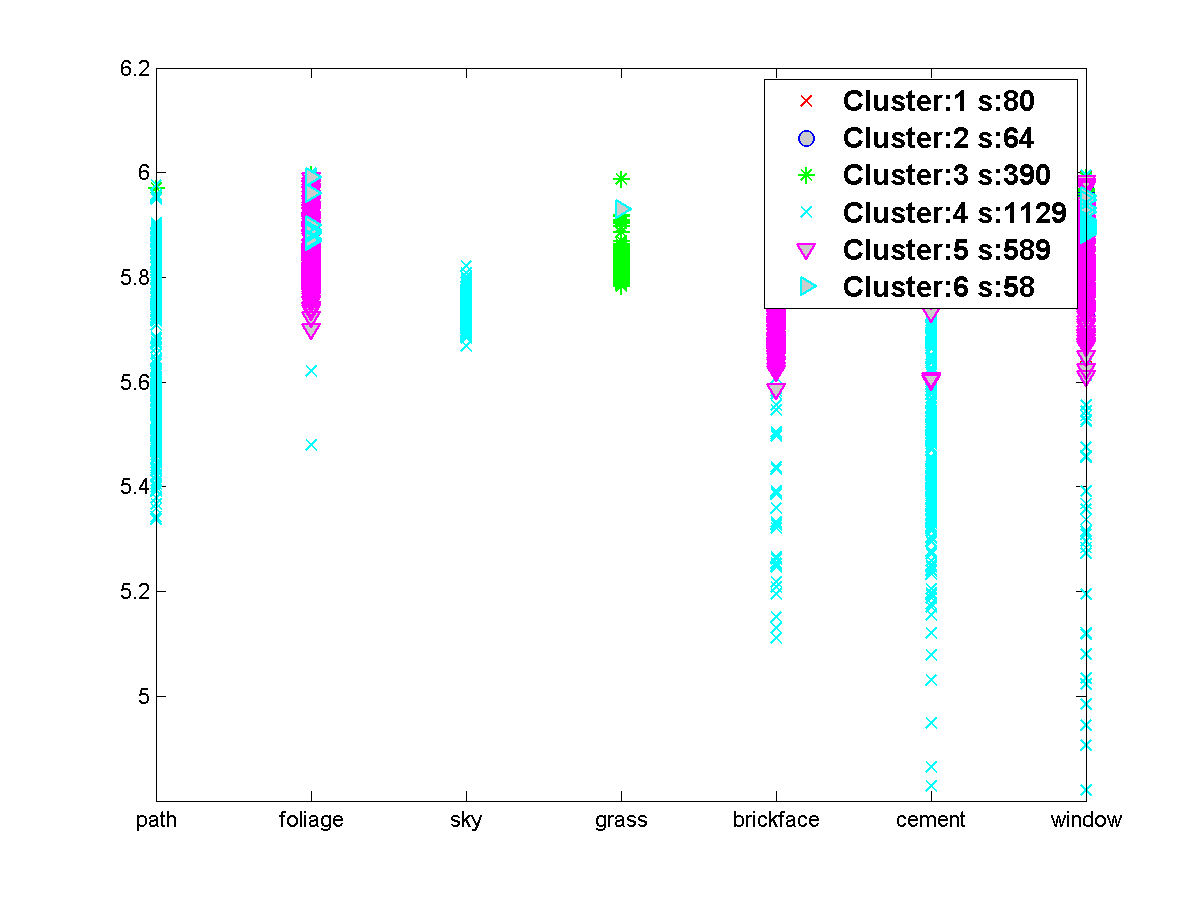 6.2
6
5.8
5.6
5.4
5.2
5
Cluster:1 s:80
Cluster:2 s:64
Cluster:3 s:390
Cluster:4 s:1129
Cluster:5 s:589
Cluster:6 s:58
path foliage sky grass brickface cement window